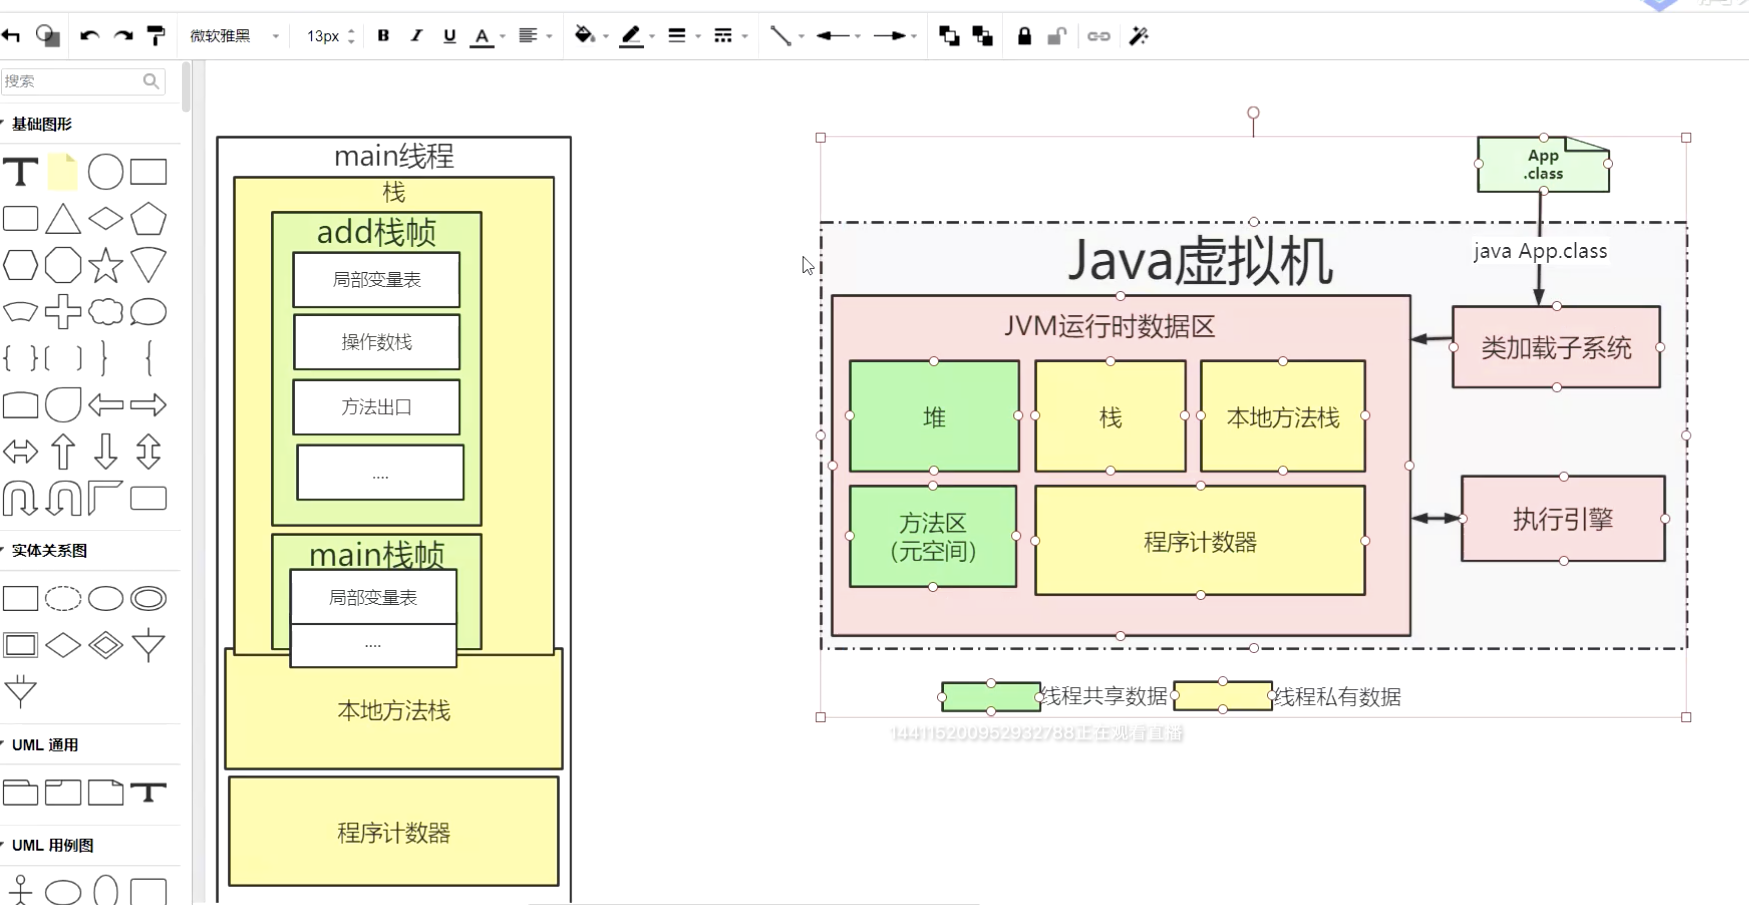 微软雅黑
13px
B
I
U
A
搜索
基础图形
T
实体关系图
UML 通用
T
UML 用例图
main线程
栈
add栈帧
局部变量表
操作数栈
方法出口
....
main栈帧
局部变量表
....
本地方法栈
程序计数器
App
.class
java App.class
Java虚拟机
JVM运行时数据区
类加载子系统
堆
栈
本地方法栈
方法区
（元空间）
程序计数器
执行引擎
线程共享数据
线程私有数据
144115200952932788正在观看直播